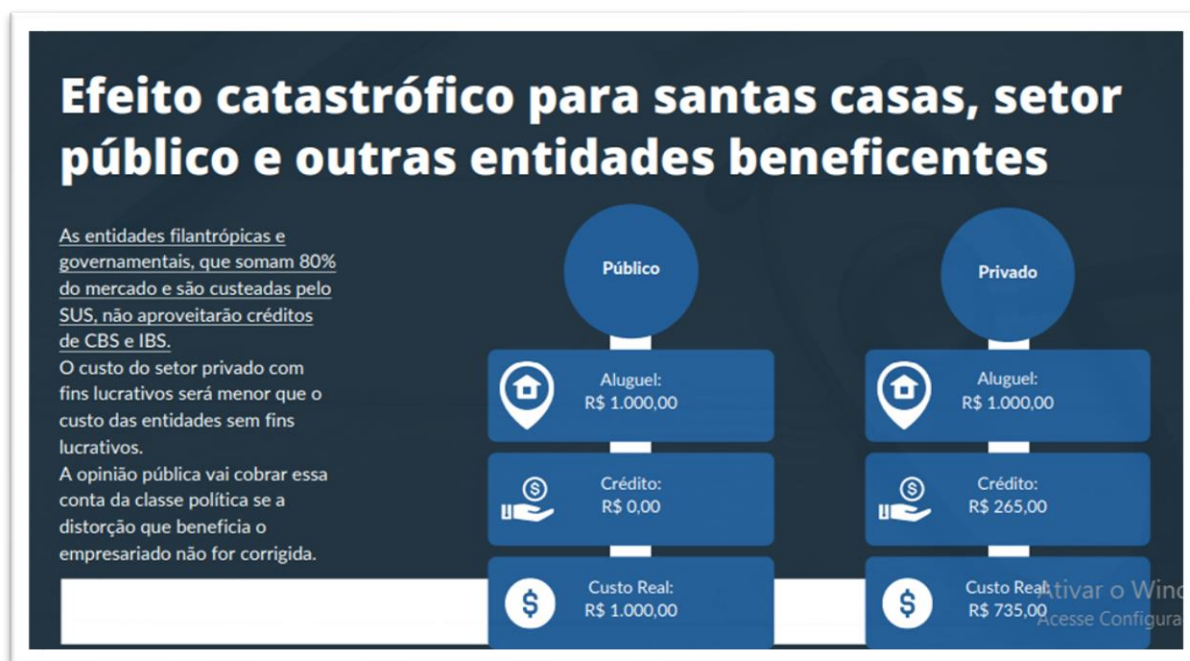 Efeito catastrófico para santas casas, setor
público e outras entidades beneficentes
As entidades filantrópicas e
governamentais, que somam 80%
do mercado e são custeadas pelo
SUS, não aproveitarão créditos
de CBS e IBS.
O custo do setor privado com
fins lucrativos será menor que o
custo das entidades sem fins
lucrativos.
A opinião pública vai cobrar essa
conta da classe política se a
distorção que beneficia o
empresariado não for corrigida.
Público
Aluguel:
R$ 1.000,00
Crédito:
R$ 0,00
Custo Real:
R$ 1.000,00
Privado
Aluguel:
R$ 1.000,00
Crédito:
R$ 265,00
Custo Real:
R$ 735,00
Ativar o Wind
Acesse Configura